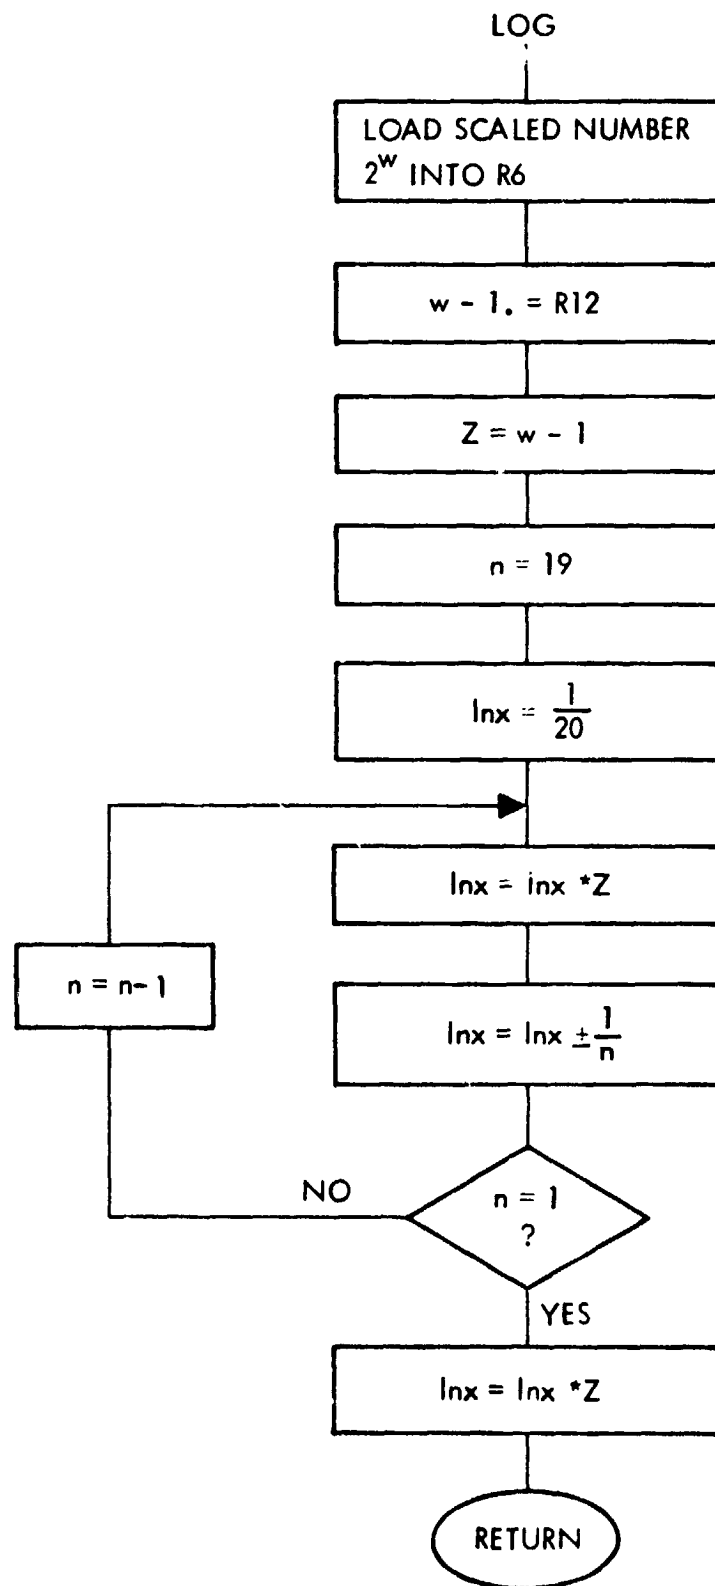 LOG
LOAD SCALED NUMBER
2^w INTO R6
w - 1. = R12
Z = w - 1
n = 19
lnx = 1/20
lnx = lnx *Z
n = n-1
lnx = lnx ± 1/n
NO
n = 1
?
YES
lnx = lnx *Z
RETURN